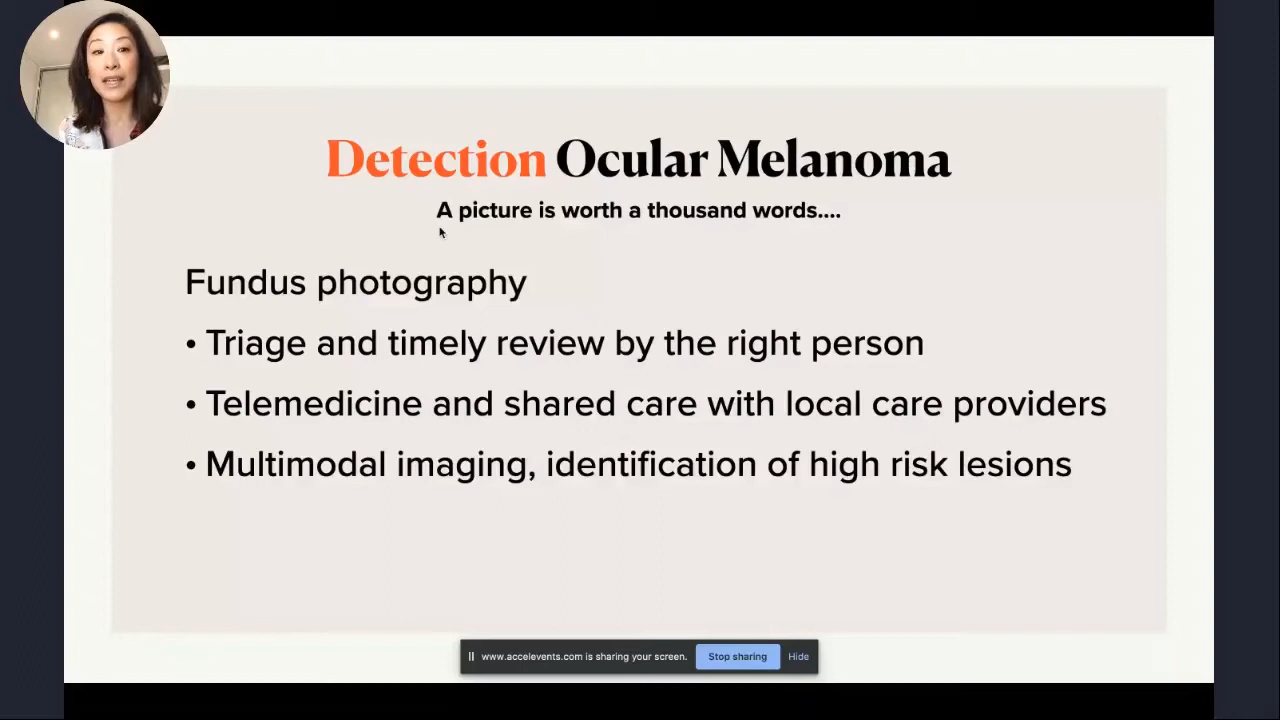 Detection Ocular Melanoma
A picture is worth a thousand words....
Fundus photography
• Triage and timely review by the right person
• Telemedicine and shared care with local care providers
• Multimodal imaging, identification of high risk lesions
www.accelevents.com is sharing your screen. Stop sharing Hide